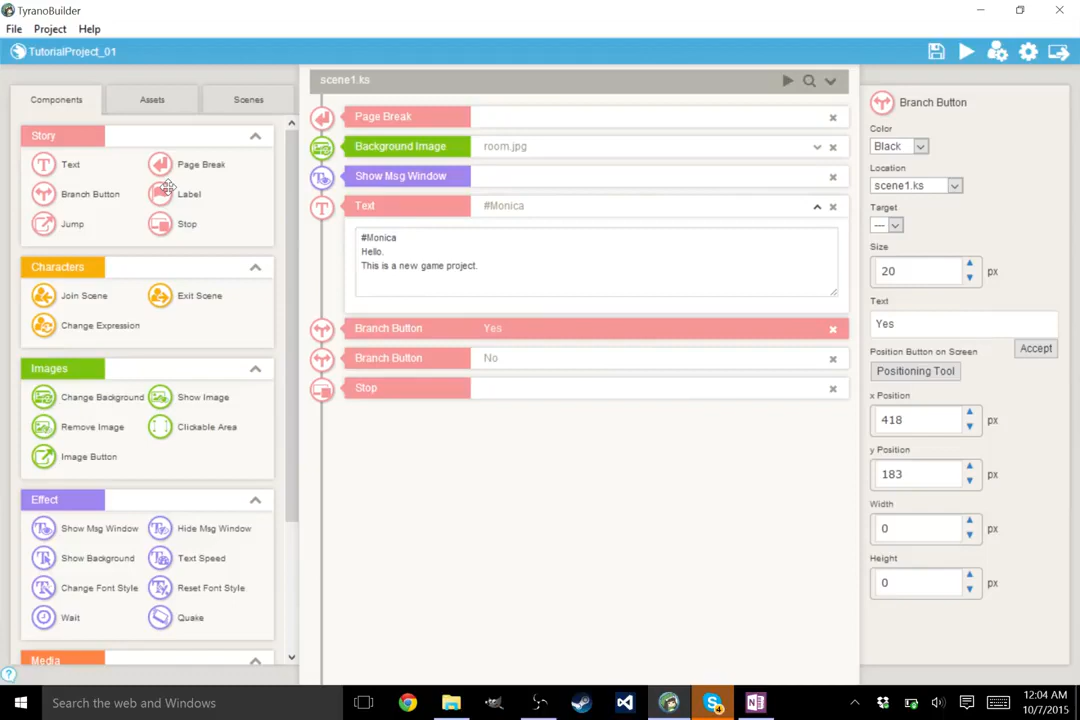 TyranoBuilder
File Project Help
TutorialProject_01
Components Assets Scenes
Story
Text Page Break
Branch Button Label
Jump Stop
Characters
Join Scene Exit Scene
Change Expression
Images
Change Background Show Image
Remove Image Clickable Area
Image Button
Effect
Show Msg Window Hide Msg Window
Show Background Text Speed
Change Font Style Reset Font Style
Wait Quake
Media
scene1.ks
Page Break
Background Image room.jpg
Show Msg Window
Text #Monica
#Monica
Hello.
This is a new game project.
Branch Button Yes
Branch Button No
Stop
Branch Button
Color
Black
Location
scene1.ks
Target
---
Size
20 px
Text
Yes
Accept
Position Button on Screen
Positioning Tool
x Position
418 px
y Position
183 px
Width
0 px
Height
0 px
Search the web and Windows
4
12:04 AM
10/7/2015